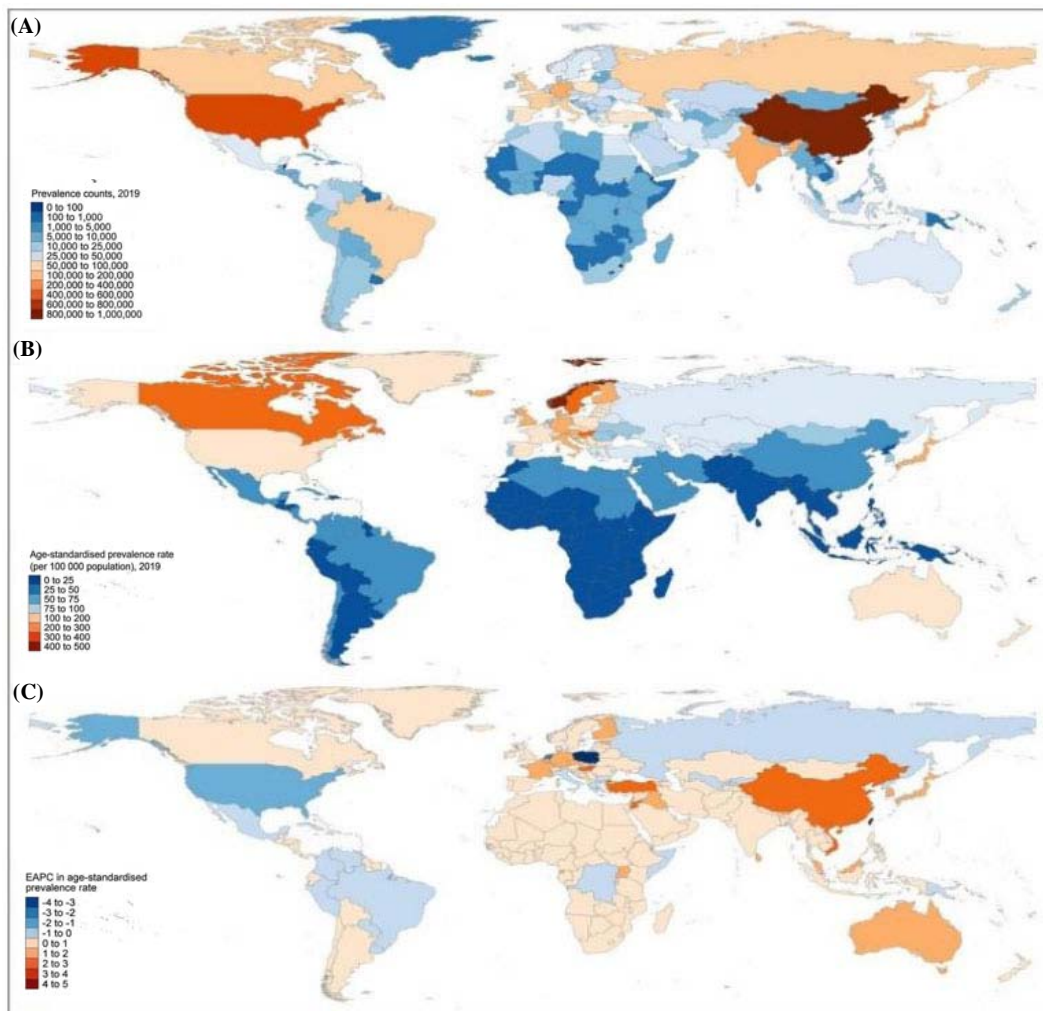 (A)
Prevalence counts, 2019
0 to 100
100 to 1,000
1,000 to 5,000
5,000 to 10,000
10,000 to 25,000
25,000 to 50,000
50,000 to 100,000
100,000 to 200,000
200,000 to 400,000
400,000 to 600,000
600,000 to 800,000
800,000 to 1,000,000
(B)
Age-standardised prevalence rate
(per 100 000 population), 2019
0 to 25
25 to 50
50 to 75
75 to 100
100 to 200
200 to 300
300 to 400
400 to 500
(C)
EAPC in age-standardised
prevalence rate
-4 to -3
-3 to -2
-2 to -1
-1 to 0
0 to 1
1 to 2
2 to 3
3 to 4
4 to 5